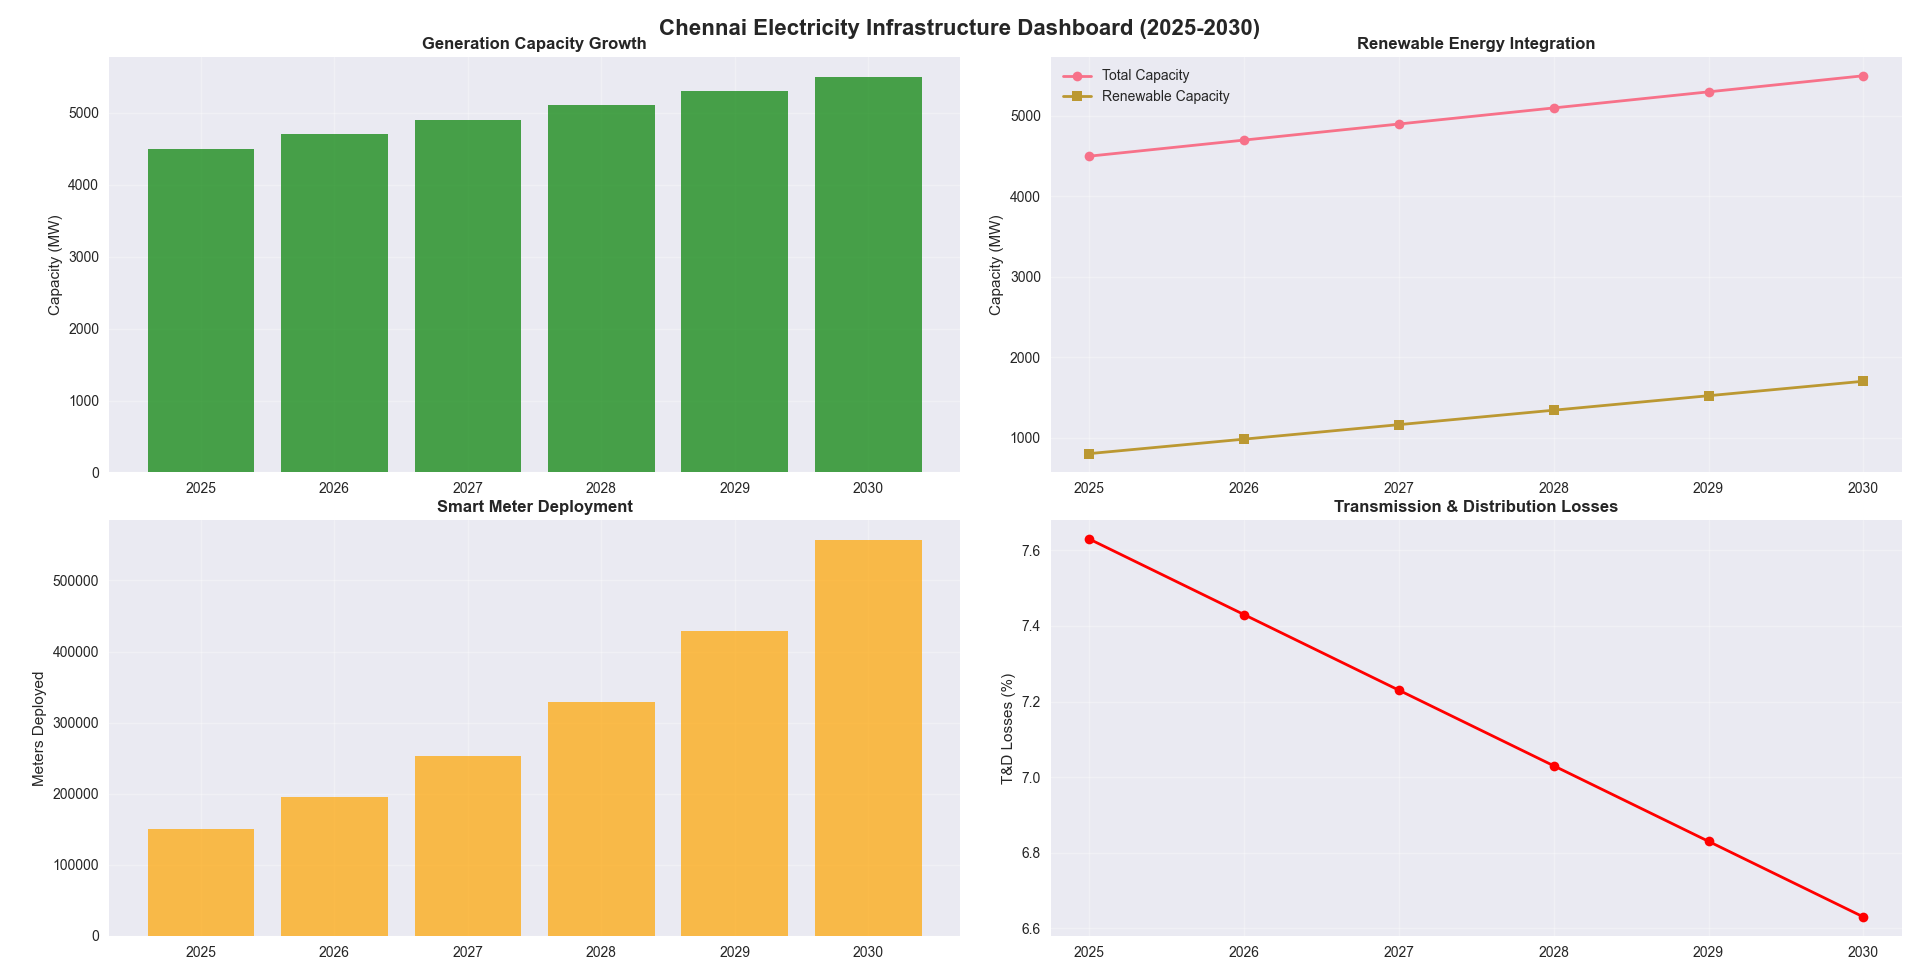 Chennai Electricity Infrastructure Dashboard (2025-2030)
Generation Capacity Growth
Capacity (MW)
5000
4000
3000
2000
1000
0
2025 2026 2027 2028 2029 2030
Renewable Energy Integration
Total Capacity
Renewable Capacity
Capacity (MW)
5000
4000
3000
2000
1000
2025 2026 2027 2028 2029 2030
Smart Meter Deployment
Meters Deployed
500000
400000
300000
200000
100000
0
2025 2026 2027 2028 2029 2030
Transmission & Distribution Losses
T&D Losses (%)
7.6
7.4
7.2
7.0
6.8
6.6
2025 2026 2027 2028 2029 2030